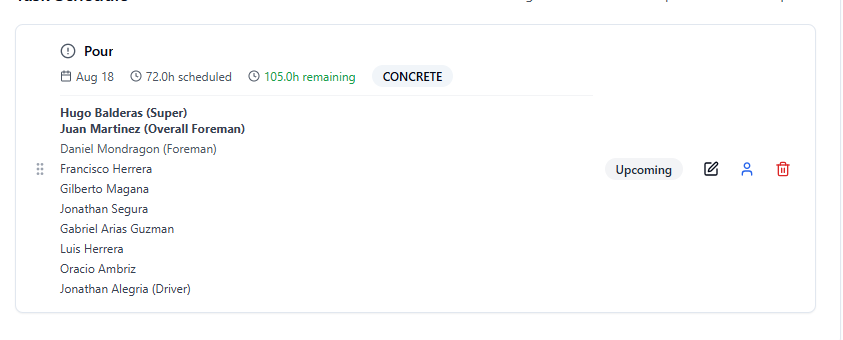 Pour
Aug 18 72.0h scheduled 105.0h remaining CONCRETE
Hugo Balderas (Super)
Juan Martinez (Overall Foreman)
Daniel Mondragon (Foreman)
Francisco Herrera
Upcoming
Gilberto Magana
Jonathan Segura
Gabriel Arias Guzman
Luis Herrera
Oracio Ambriz
Jonathan Alegria (Driver)